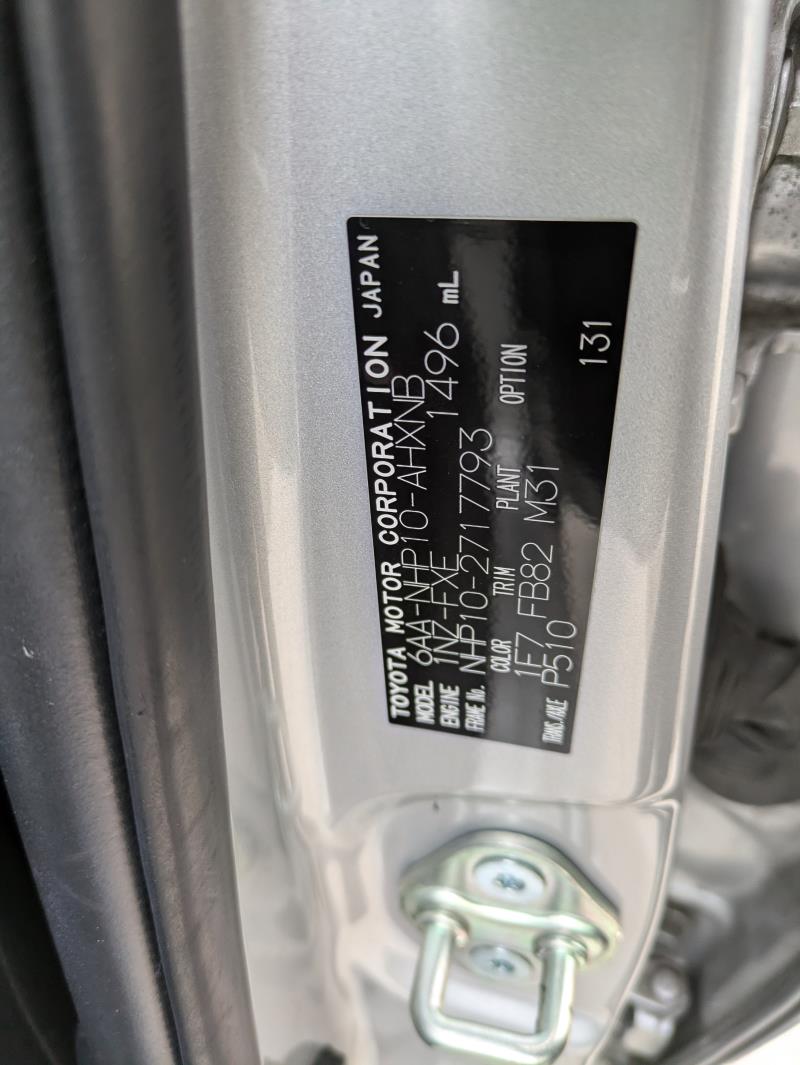 TOYOTA MOTOR CORPORATION JAPAN
MODEL 6AA-NHP10-AHXNB
ENGINE 1NZ-FXE 1496 mL
FRAME No. NHP10-2717793
COLOR TRIM PLANT OPTION
1F7 FB82 M31
TRANS./AXLE P510 131